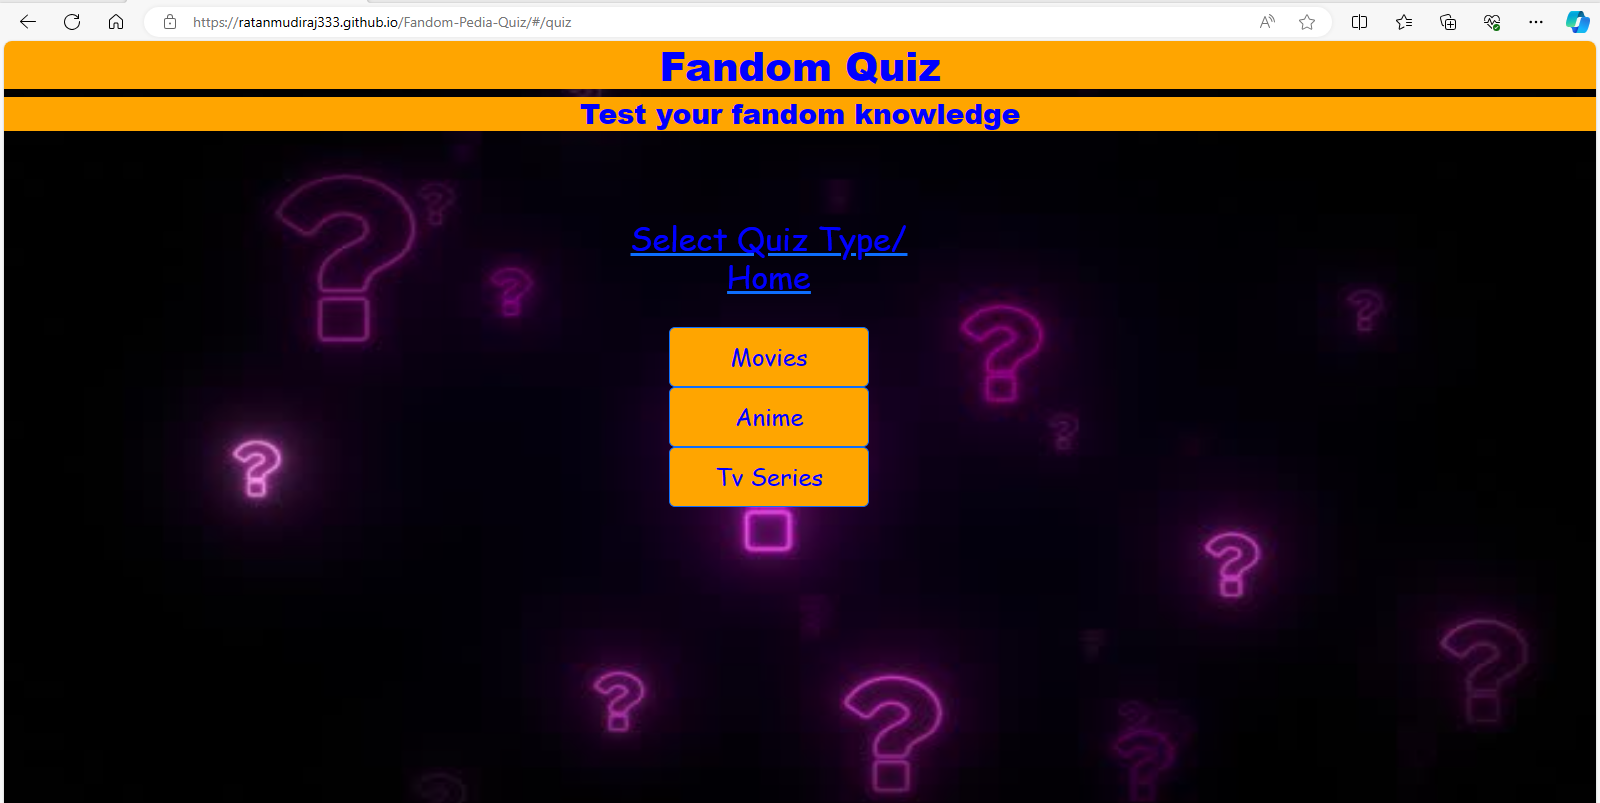 https://ratanmudiraj333.github.io/Fandom-Pedia-Quiz/#/quiz
Fandom Quiz
Test your fandom knowledge
Select Quiz Type/
Home
Movies
Anime
Tv Series